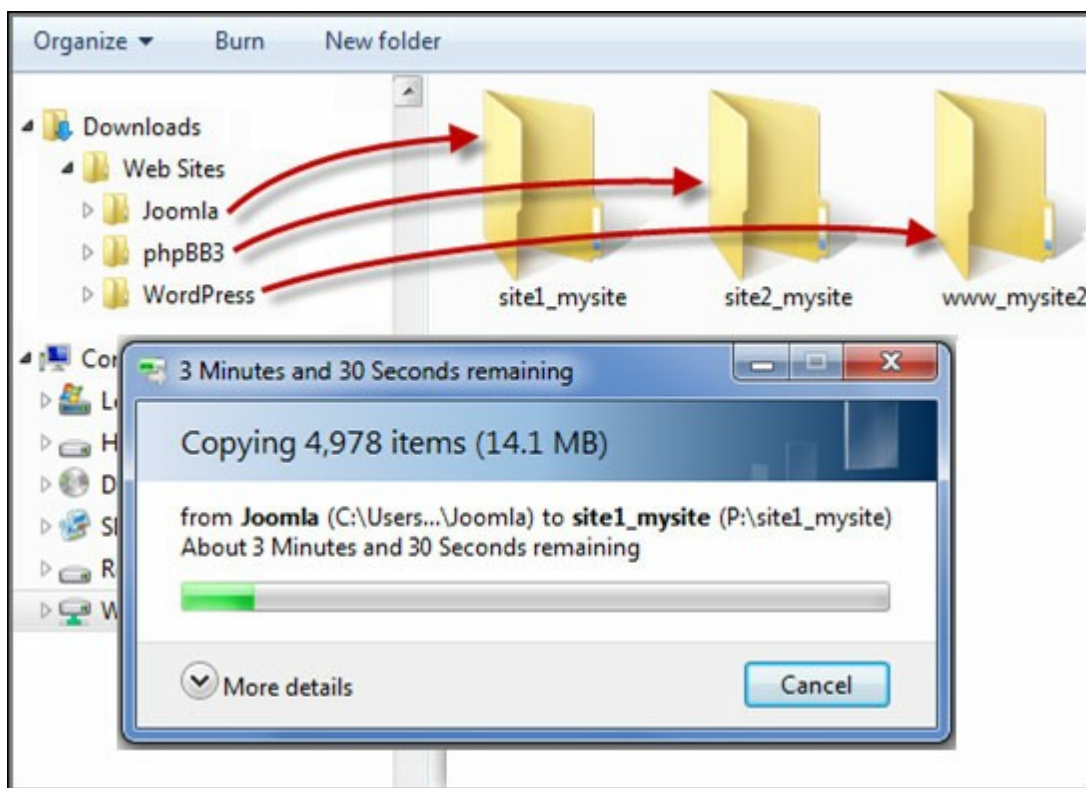 Organize Burn New folder
Downloads
Web Sites
Joomla
phpBB3
WordPress
site1_mysite site2_mysite www_mysite2
3 Minutes and 30 Seconds remaining
Copying 4,978 items (14.1 MB)
from Joomla (C:\Users...\Joomla) to site1_mysite (P:\site1_mysite)
About 3 Minutes and 30 Seconds remaining
More details Cancel